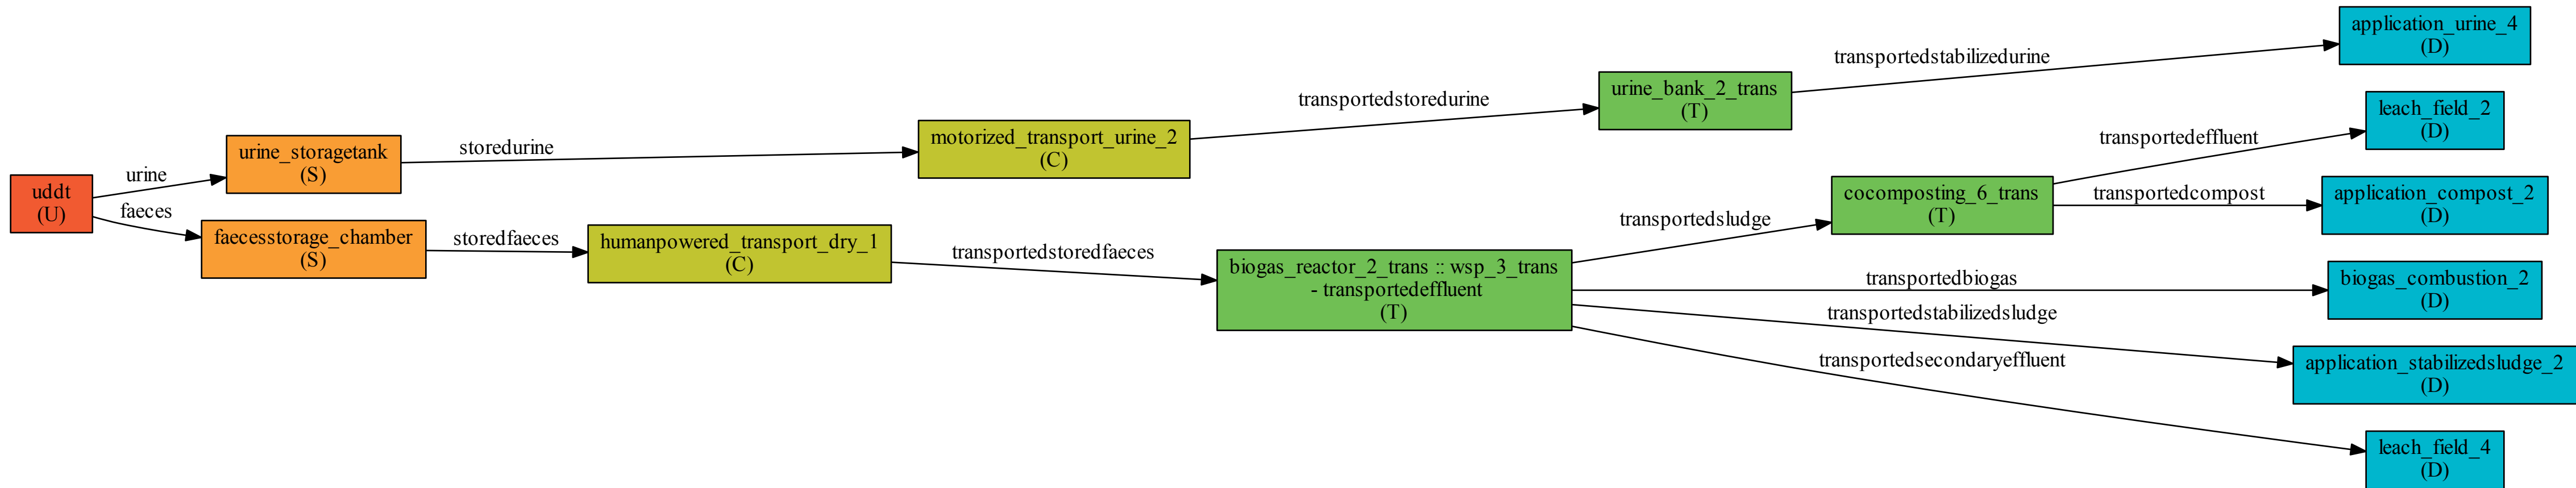 uddt
(U)
urine
faeces
urine_storagetank
(S)
faecesstorage_chamber
(S)
storedurine
storedfaeces
humanpowered_transport_dry_1
(C)
motorized_transport_urine_2
(C)
transportedstoredfaeces
transportedstoredurine
biogas_reactor_2_trans :: wsp_3_trans
- transportedeffluent
(T)
urine_bank_2_trans
(T)
transportedsludge
transportedstabilizedurine
cocomposting_6_trans
(T)
transportedbiogas
transportedstabilizedsludge
transportedsecondaryeffluent
transportedeffluent
transportedcompost
application_urine_4
(D)
leach_field_2
(D)
application_compost_2
(D)
biogas_combustion_2
(D)
application_stabilizedsludge_2
(D)
leach_field_4
(D)